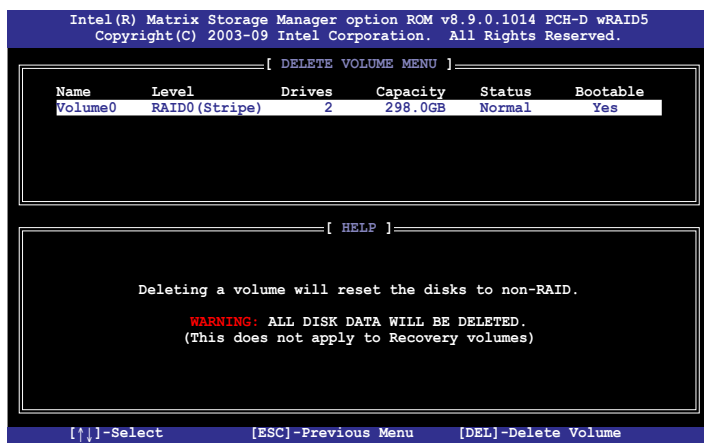 Intel(R) Matrix Storage Manager option ROM v8.9.0.1014 PCH-D wRAID5
Copyright(C) 2003-09 Intel Corporation. All Rights Reserved.
[ DELETE VOLUME MENU ]
Name Level Drives Capacity Status Bootable
Volume0 RAID0(Stripe) 2 298.0GB Normal Yes
[ HELP ]
Deleting a volume will reset the disks to non-RAID.
WARNING: ALL DISK DATA WILL BE DELETED.
(This does not apply to Recovery volumes)
[↑↓]-Select [ESC]-Previous Menu [DEL]-Delete Volume